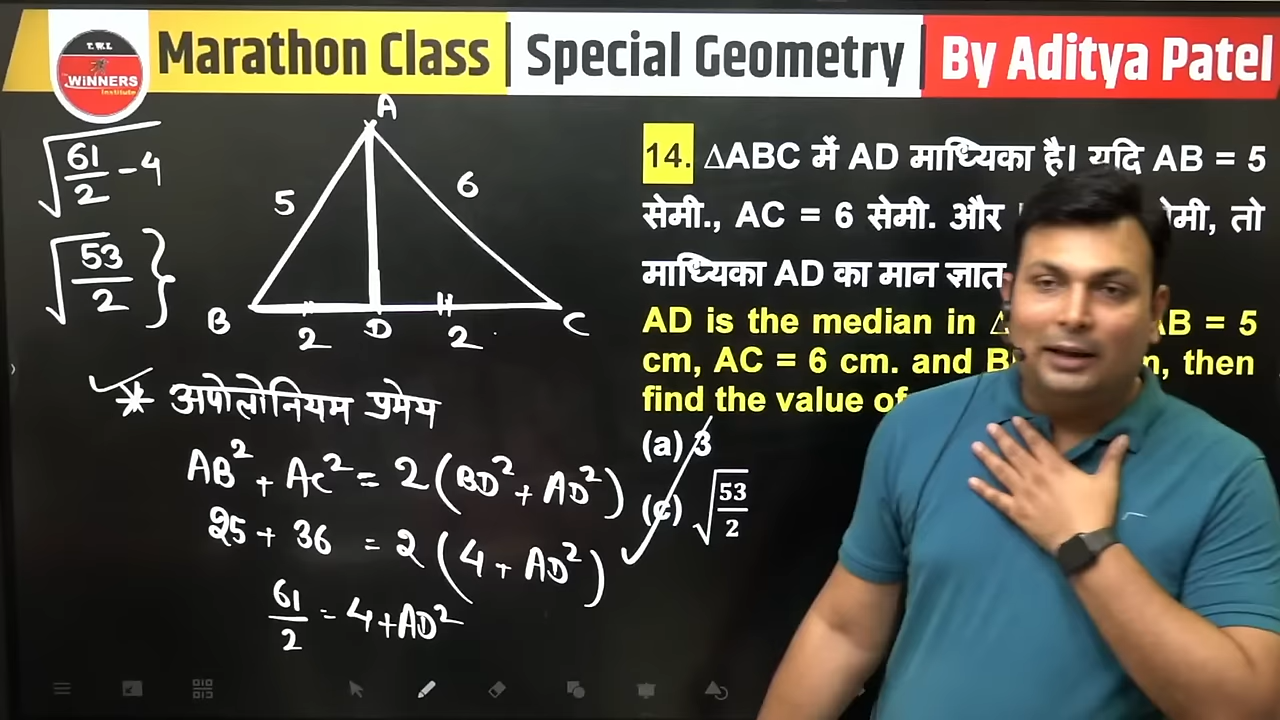 T.W.I.
The
WINNERS
Institute
Marathon Class | Special Geometry By Aditya Patel
√(61/2 - 4)
√(53/2) }
A
5
6
B
2
D
2
C
* अपोलोनियम प्रमेय
AB² + AC² = 2 (BD² + AD²)
25 + 36 = 2 (4 + AD²)
61/2 = 4 + AD²
14. ∆ABC में AD माध्यिका है। यदि AB = 5
सेमी., AC = 6 सेमी. और तो
माध्यिका AD का मान ज्ञात
AD is the median in AB = 5
cm, AC = 6 cm. and then
find the value of
(a) 3
(c) √(53/2)